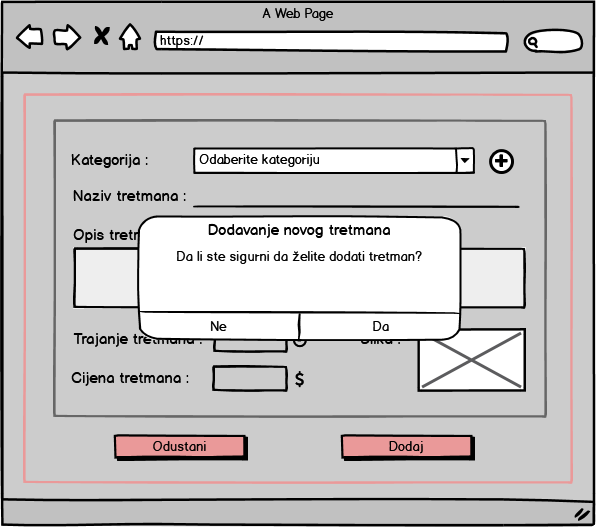 A Web Page
https://
Kategorija :
Odaberite kategoriju
Naziv tretmana :
Opis
Dodavanje novog tretmana
Da li ste sigurni da želite dodati tretman?
Ne
Da
Trajanje tretmana :
Slika :
Cijena tretmana :
$
Odustani
Dodaj